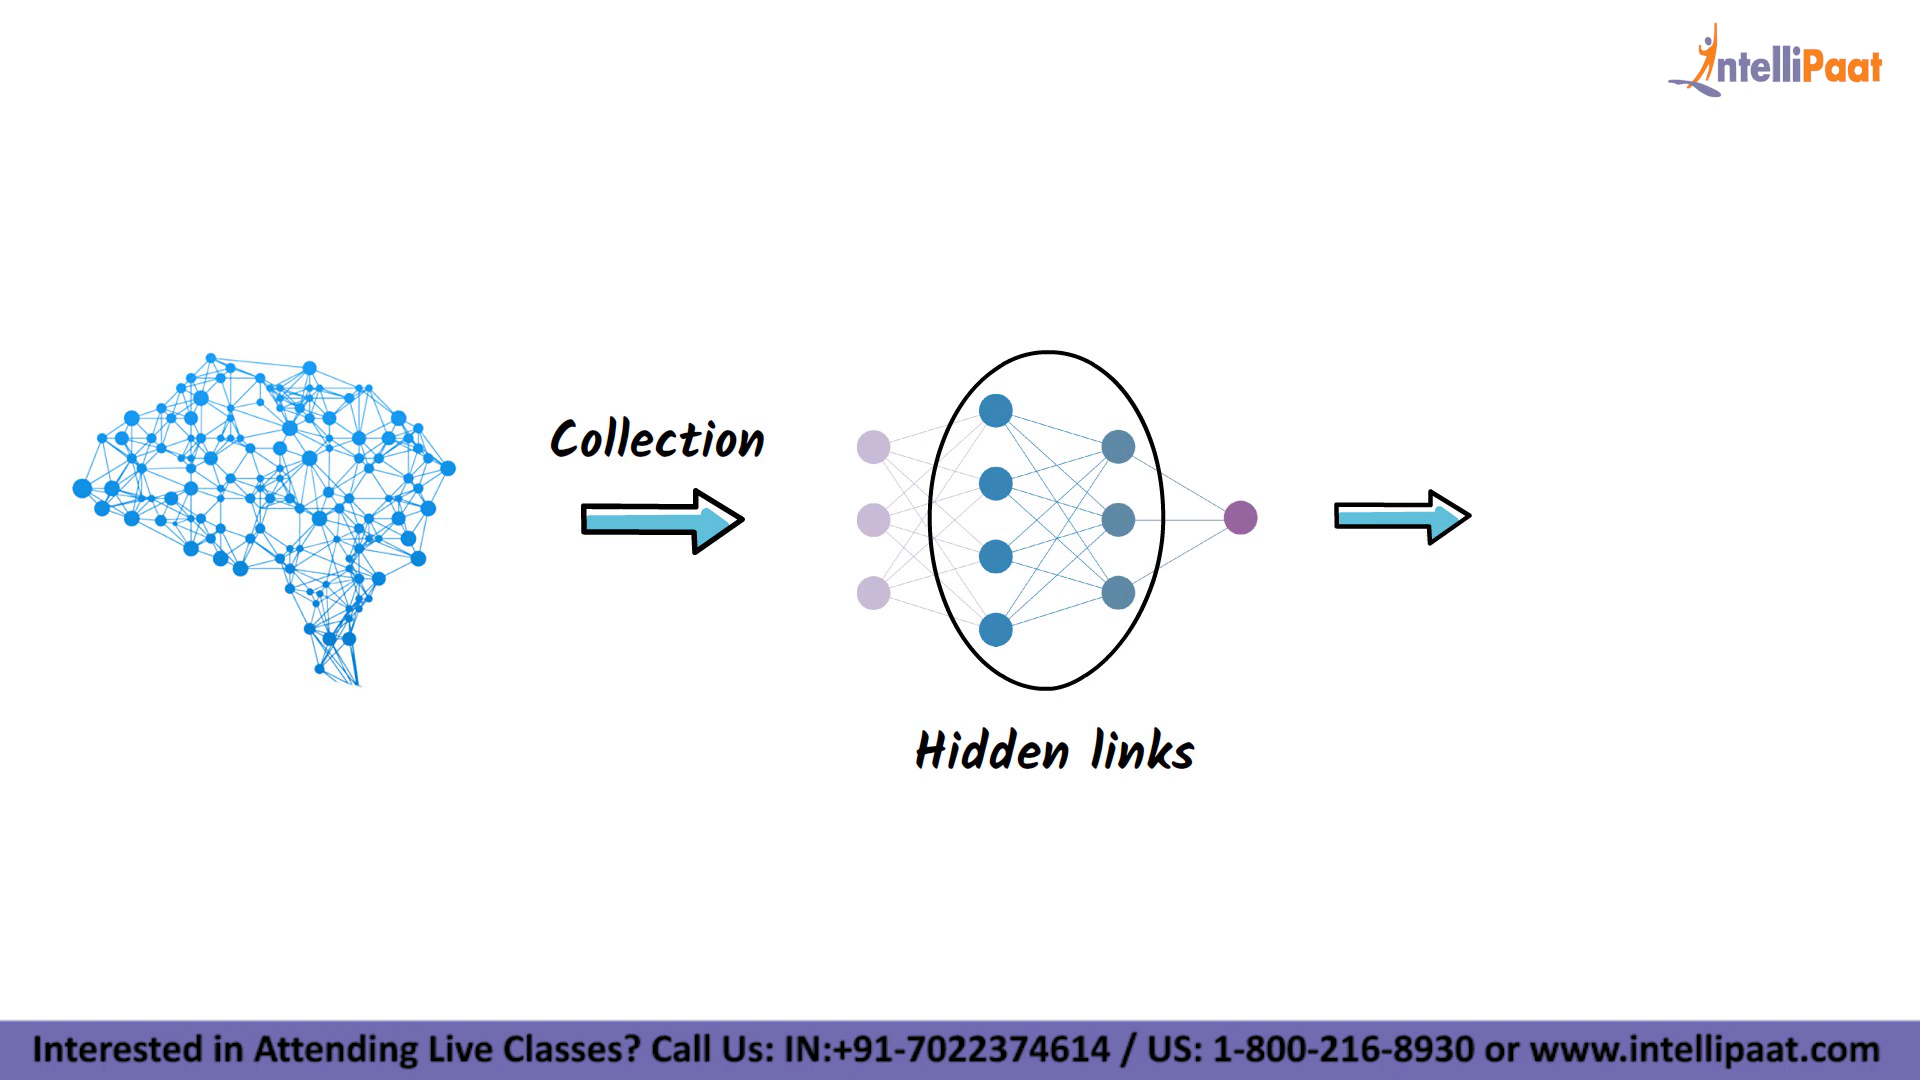 IntelliPaat
Collection
Hidden links
Interested in Attending Live Classes? Call Us: IN:+91-7022374614 / US: 1-800-216-8930 or www.intellipaat.com